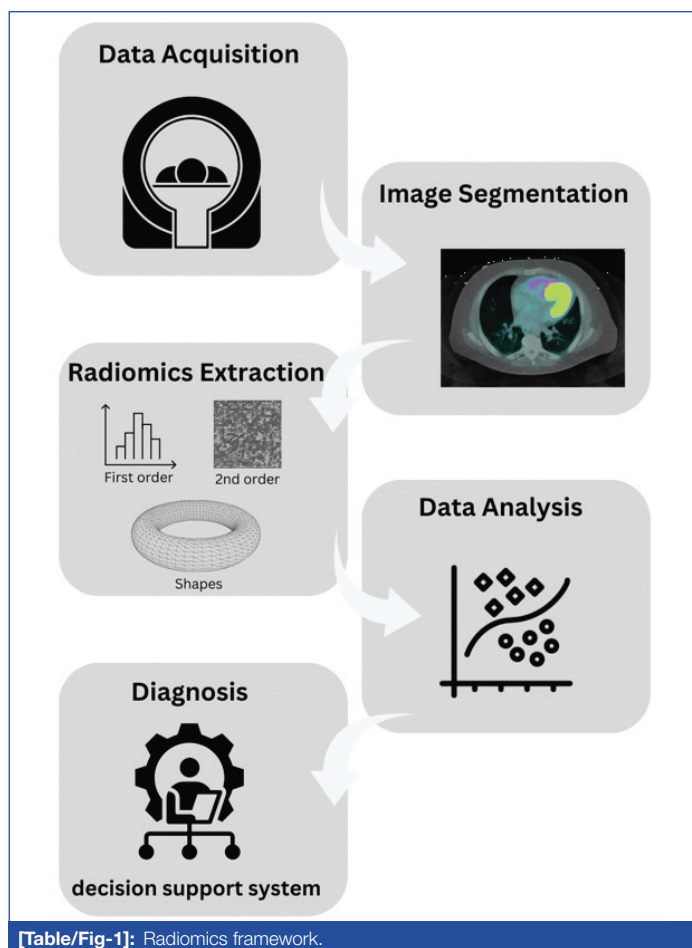 Data Acquisition
Image Segmentation
Radiomics Extraction
First order
2nd order
Shapes
Data Analysis
Diagnosis
decision support system
[Table/Fig-1]: Radiomics framework.